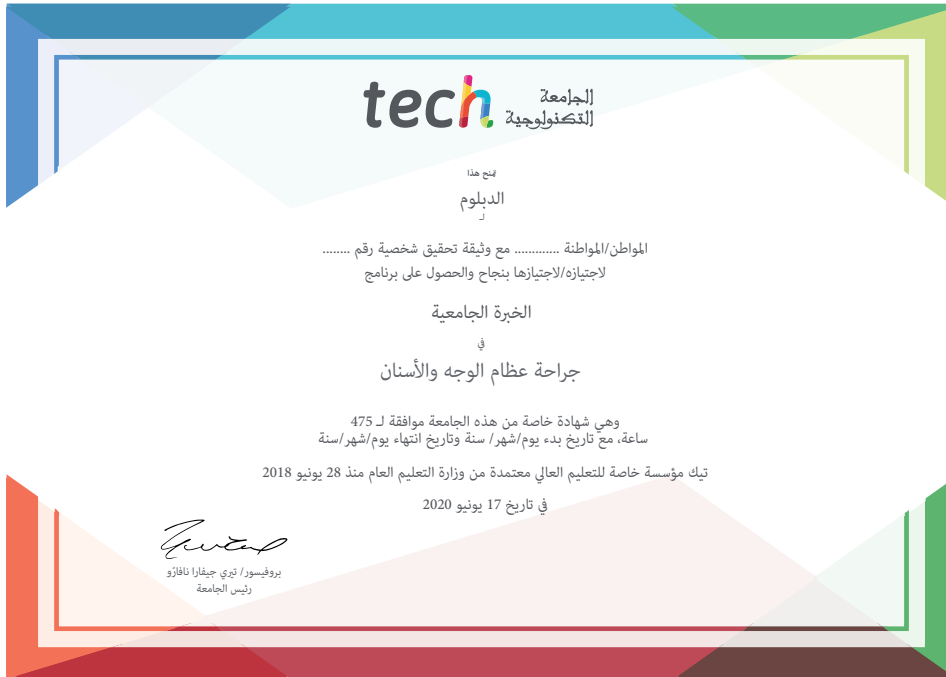 tech
الجامعة
التكنولوجية
يمنح هذا
الدبلوم
لـ
المواطن/المواطنة ............. مع وثيقة تحقيق شخصية رقم ........
لاجتيازه/لاجتيازها بنجاح والحصول على برنامج
الخبرة الجامعية
في
جراحة عظام الوجه والأسنان
وهي شهادة خاصة من هذه الجامعة موافقة لـ 475
ساعة، مع تاريخ بدء يوم/شهر/ سنة وتاريخ انتهاء يوم/شهر/سنة
تيك مؤسسة خاصة للتعليم العالي معتمدة من وزارة التعليم العام منذ 28 يونيو 2018
في تاريخ 17 يونيو 2020
بروفيسور/ تيري جيفارا نافارّو
رئيس الجامعة